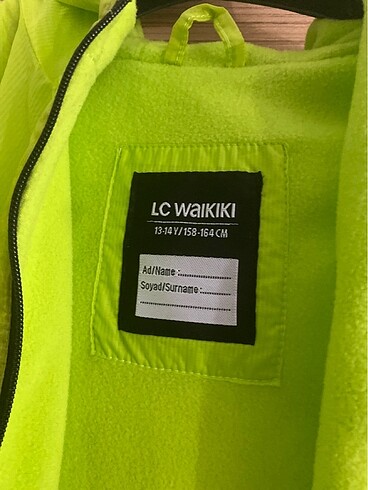 LC WAIKIKI
13-14 Y/158-164 CM
Ad/Name :....................
Soyad/Surname :............
....................................